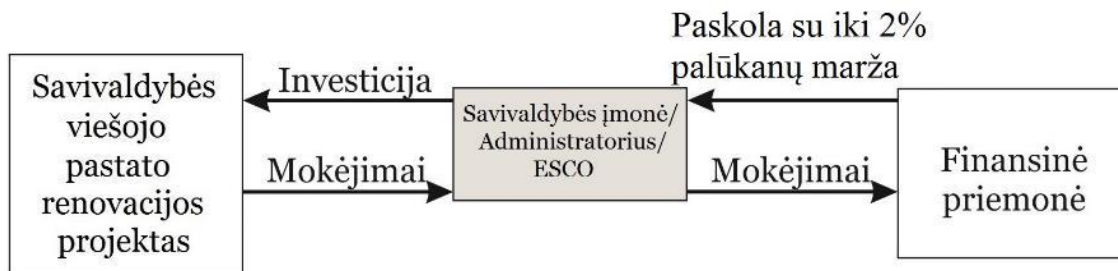 Savivaldybės
viešojo
pastato
renovacijos
projektas
Investicija
Mokėjimai
Savivaldybės įmonė/
Administratorius/
ESCO
Paskola su iki 2%
palūkanų marža
Mokėjimai
Finansinė
priemonė